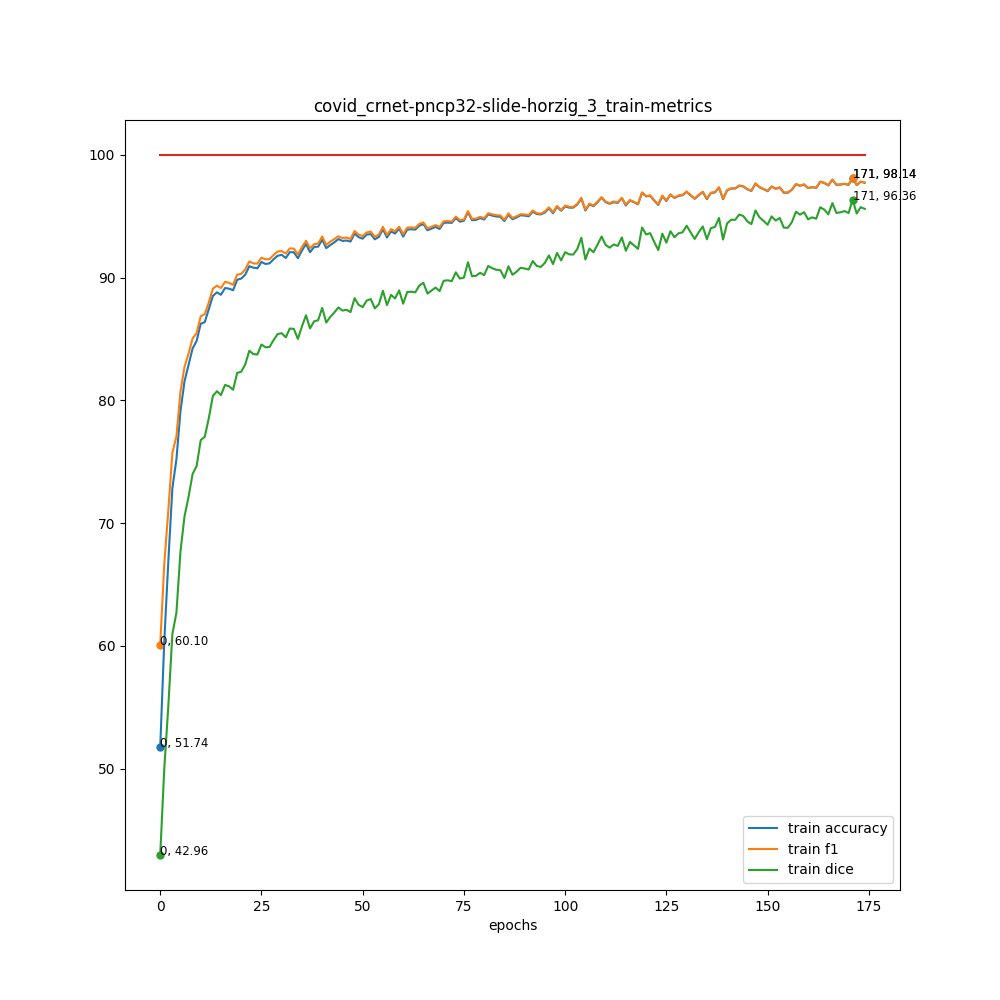 covid_crnet-pncp32-slide-horzig_3_train-metrics
100
90
80
70
60
50
171, 98.14
171, 96.36
0, 60.10
0, 51.74
0, 42.96
train accuracy
train f1
train dice
0 25 50 75 100 125 150 175
epochs